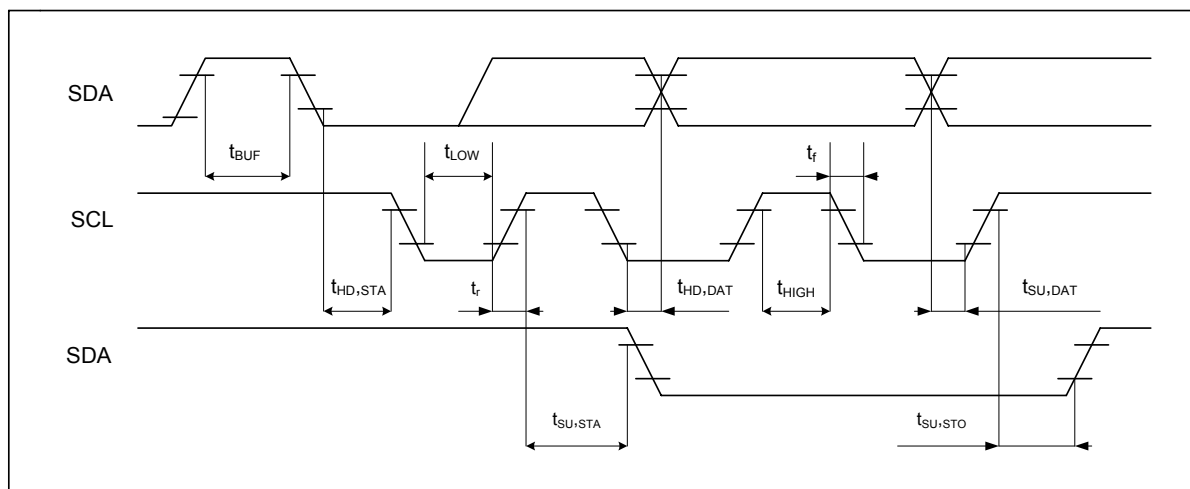 SDA
tBUF
tLOW
tf
SCL
tHD,STA
tr
tHD,DAT
tHIGH
tSU,DAT
SDA
tSU,STA
tSU,STO